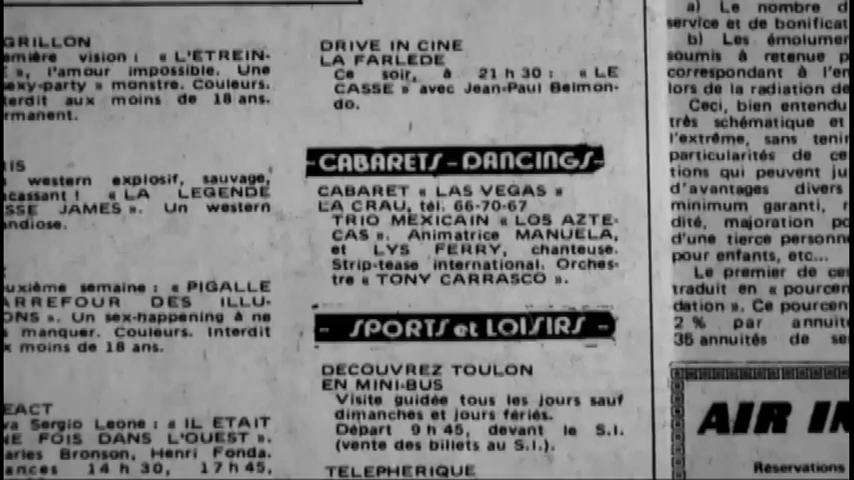 GRILLON
emière vision : « L'ETREIN-
», l'amour impossible. Une
sexy-party » monstre. Couleurs.
terdit aux moins de 18 ans.
rmanent.
IS
western explosif, sauvage,
cassant ! « LA LEGENDE
SSE JAMES ». Un western
ndiose.
uxième semaine : « PIGALLE
ARREFOUR DES ILLU-
ONS ». Un sex-happening à ne
s manquer. Couleurs. Interdit
x moins de 18 ans.
EACT
va Sergio Leone : « IL ETAIT
NE FOIS DANS L'OUEST ».
arles Bronson, Henri Fonda.
ances 14 h 30, 17 h 45,
DRIVE IN CINE
LA FARLEDE
Ce soir, à 21 h 30 : « LE
CASSE » avec Jean-Paul Belmon-
do.
- CABARETS - DANCINGS -
CABARET « LAS VEGAS »
LA CRAU, tél. 66-70-67
TRIO MEXICAIN « LOS AZTE-
CAS ». Animatrice MANUELA,
et LYS FERRY, chanteuse.
Strip-tease international. Orches-
tre « TONY CARRASCO ».
- SPORTS et LOISIRS -
DECOUVREZ TOULON
EN MINI-BUS
Visite guidée tous les jours sauf
dimanches et jours fériés.
Départ 9 h 45, devant le S.I.
(vente des billets au S.I.).
TELEPHERIQUE
a) Le nombre d
service et de bonificat
b) Les émolumen
soumis à retenue p
correspondant à l'en
lors de la radiation de
Ceci, bien entendu
très schématique et
l'extrême, sans tenir
particularités de ce
tions qui peuvent ju
d'avantages divers
minimum garanti, r
dité, majoration po
d'une tierce personne
pour enfants, etc...
Le premier de ces
traduit en « pourcen
dation ». Ce pourcen
2 % par annuité
35 annuités de se
AIR IN
Réservations